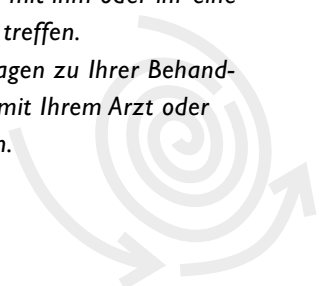 mit ihm oder ihr eine
treffen.
agen zu Ihrer Behand-
mit Ihrem Arzt oder
n.